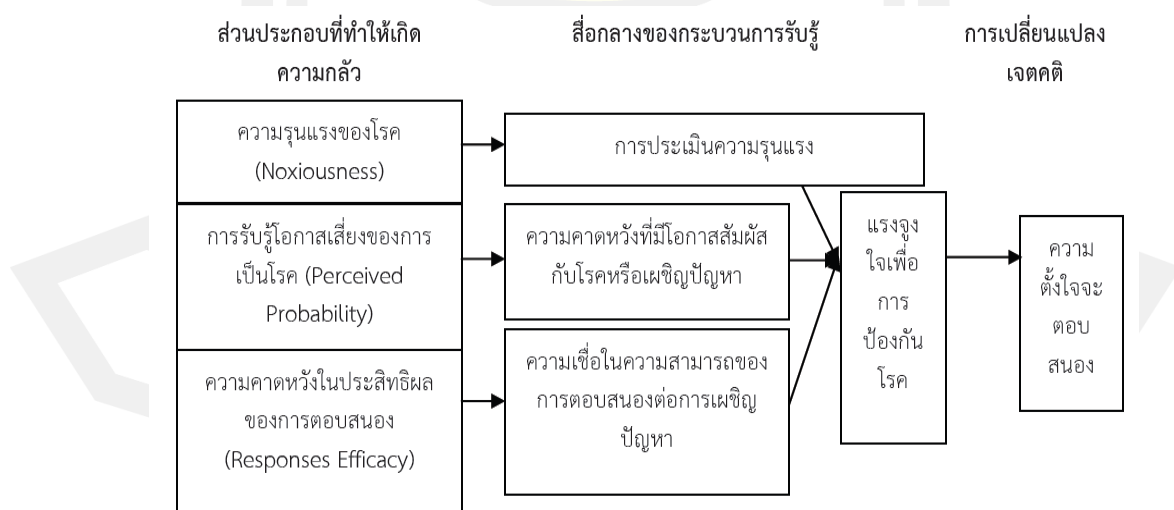 ส่วนประกอบที่ทำให้เกิด
ความกลัว
สื่อกลางของกระบวนการรับรู้
การเปลี่ยนแปลง
เจตคติ
ความรุนแรงของโรค
(Noxiousness)
การประเมินความรุนแรง
การรับรู้โอกาสเสี่ยงของการ
เป็นโรค (Perceived
Probability)
ความคาดหวังที่มีโอกาสสัมผัส
กับโรคหรือเผชิญปัญหา
ความคาดหวังในประสิทธิผล
ของการตอบสนอง
(Responses Efficacy)
ความเชื่อในความสามารถของ
การตอบสนองต่อการเผชิญ
ปัญหา
แรงจูง
ใจเพื่อ
การ
ป้องกัน
โรค
ความ
ตั้งใจจะ
ตอบ
สนอง